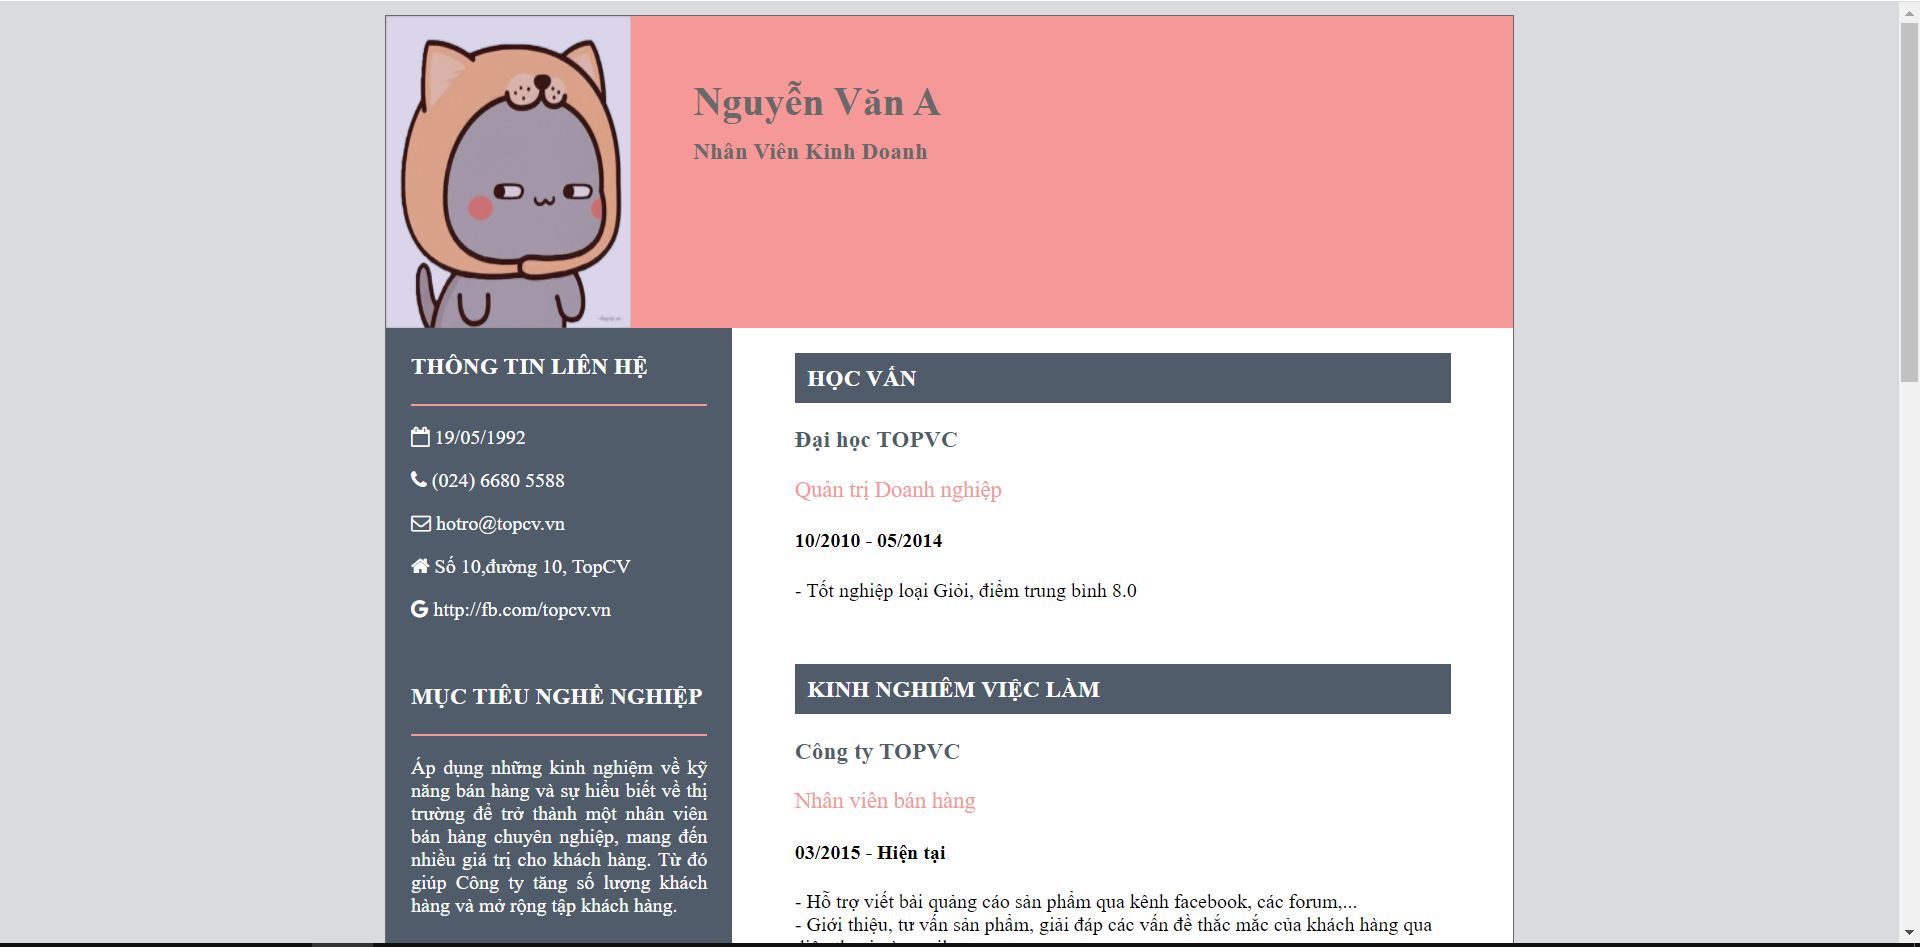 Nguyễn Văn A
Nhân Viên Kinh Doanh
THÔNG TIN LIÊN HỆ
19/05/1992
(024) 6680 5588
hotro@topcv.vn
Số 10,đường 10, TopCV
http://fb.com/topcv.vn
MỤC TIÊU NGHỀ NGHIỆP
Áp dụng những kinh nghiệm về kỹ
năng bán hàng và sự hiểu biết về thị
trường để trở thành một nhân viên
bán hàng chuyên nghiệp, mang đến
nhiều giá trị cho khách hàng. Từ đó
giúp Công ty tăng số lượng khách
hàng và mở rộng tập khách hàng.
HỌC VẤN
Đại học TOPVC
Quản trị Doanh nghiệp
10/2010 - 05/2014
- Tốt nghiệp loại Giỏi, điểm trung bình 8.0
KINH NGHIÊM VIỆC LÀM
Công ty TOPVC
Nhân viên bán hàng
03/2015 - Hiện tại
- Hỗ trợ viết bài quảng cáo sản phẩm qua kênh facebook, các forum,...
- Giới thiệu, tư vấn sản phẩm, giải đáp các vấn đề thắc mắc của khách hàng qua